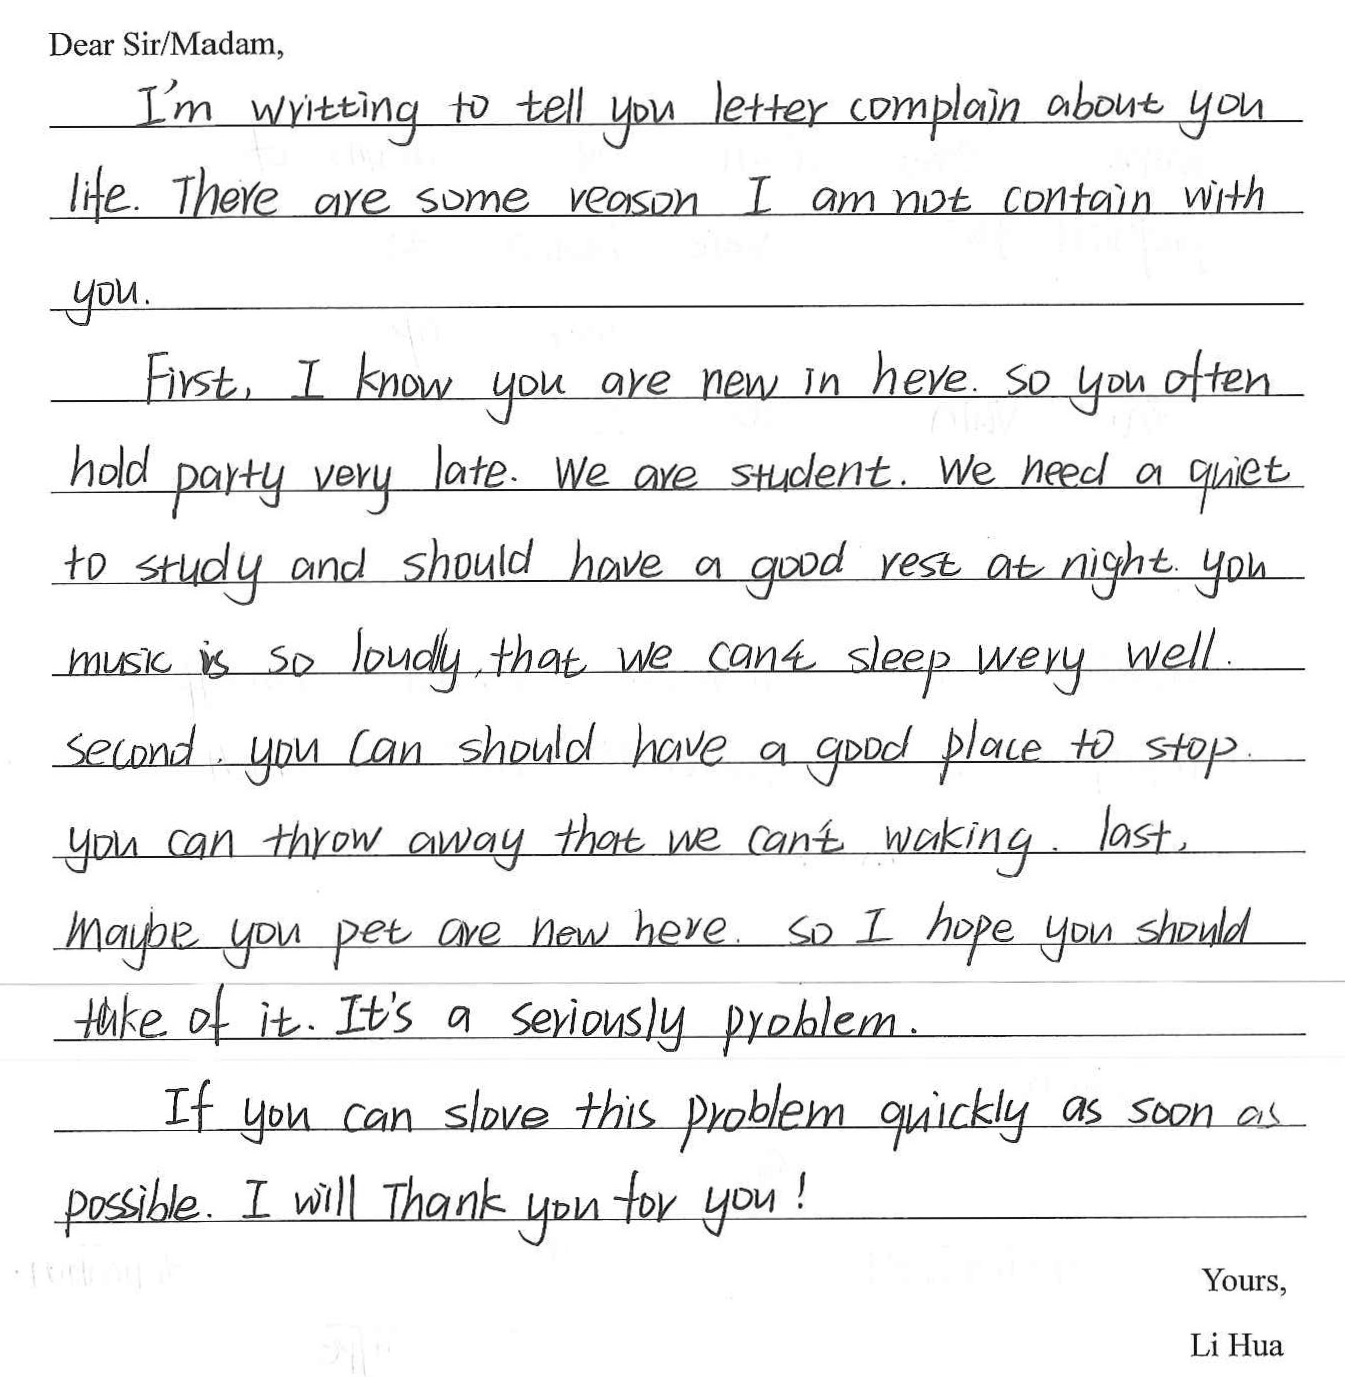 Dear Sir/Madam,
I'm writting to tell you letter complain about you
life. There are some reason I am not contain with
you.
First, I know you are new in here. so you often
hold party very late. We are student. We need a quiet
to study and should have a good rest at night. you
music is so loudly, that we can't sleep wery well.
second, you can should have a good place to stop.
you can throw away that we can't waking. last,
maybe you pet are new here. so I hope you should
take of it. It's a seriously problem.
If you can slove this problem quickly as soon as
possible. I will Thank you for you!
Yours,
Li Hua